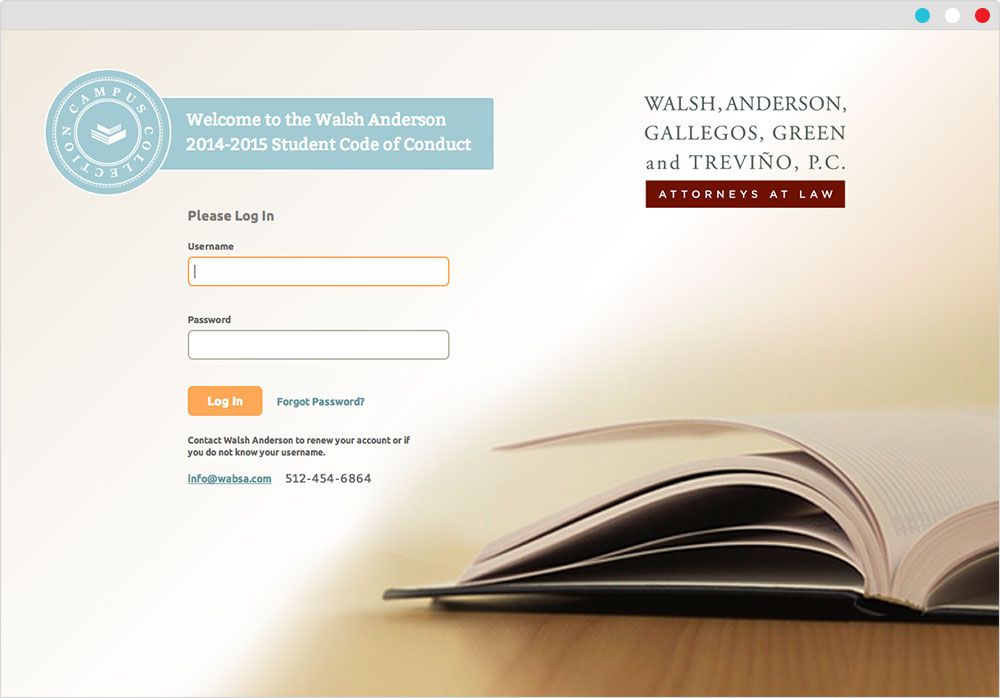 CAMPUS COLLECTION
Welcome to the Walsh Anderson
2014-2015 Student Code of Conduct
WALSH, ANDERSON,
GALLEGOS, GREEN
and TREVIÑO, P.C.
ATTORNEYS AT LAW
Please Log In
Username
Password
Log In Forgot Password?
Contact Walsh Anderson to renew your account or if
you do not know your username.
info@wabsa.com 512-454-6864